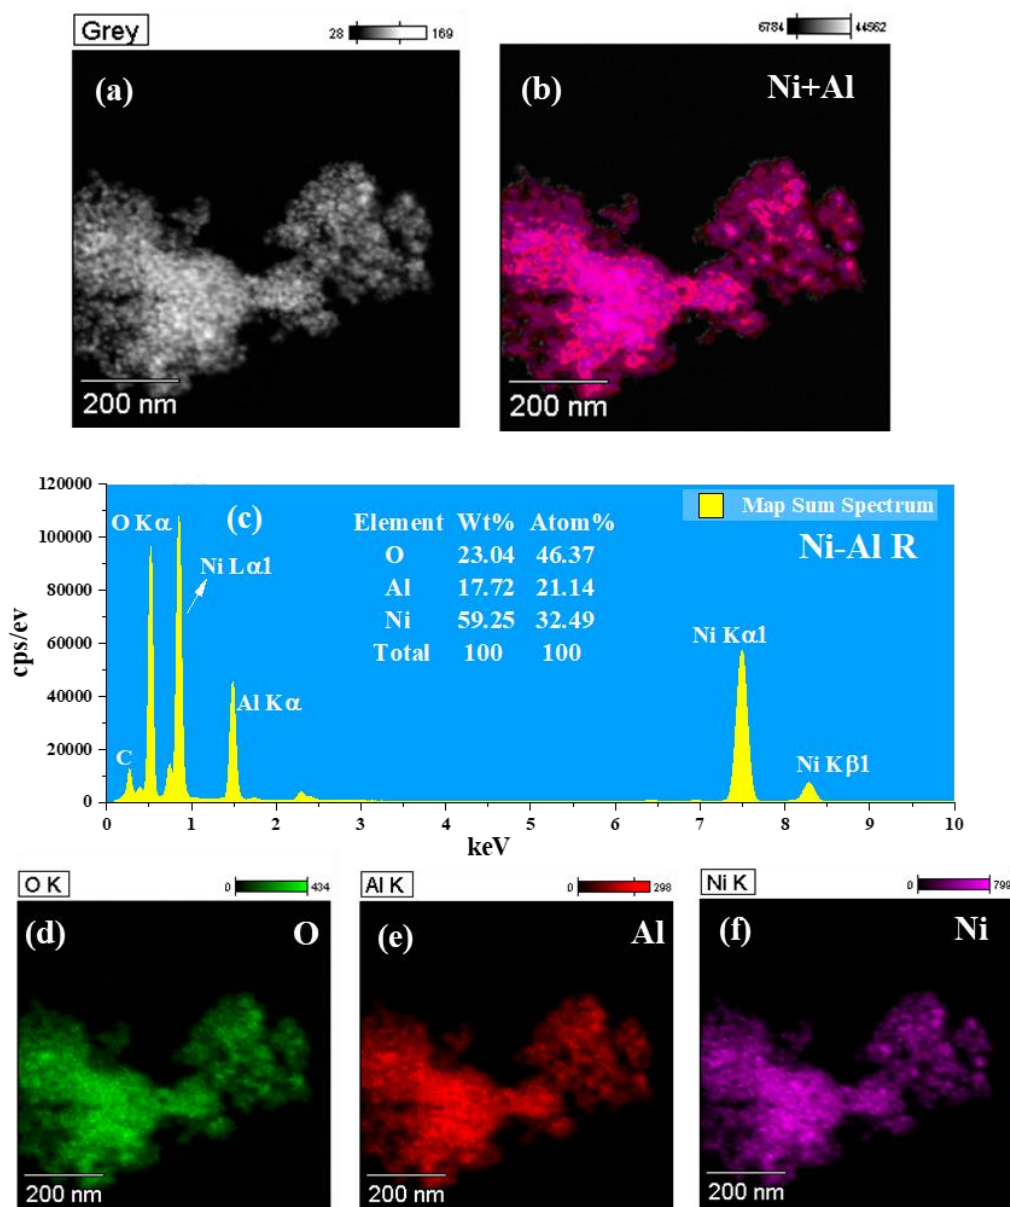 Grey
28 169
(a)
200 nm
6784 44562
(b) Ni+Al
200 nm
(c)
Map Sum Spectrum
Ni-Al R
Element Wt% Atom%
O 23.04 46.37
Al 17.72 21.14
Ni 59.25 32.49
Total 100 100
C
O Kα
Ni Lα1
Al Kα
Ni Kα1
Ni Kβ1
cps/ev
120000
100000
80000
60000
40000
20000
0
0 1 2 3 4 5 6 7 8 9 10
keV
O K
0 434
(d) O
200 nm
Al K
0 298
(e) Al
200 nm
Ni K
0 799
(f) Ni
200 nm